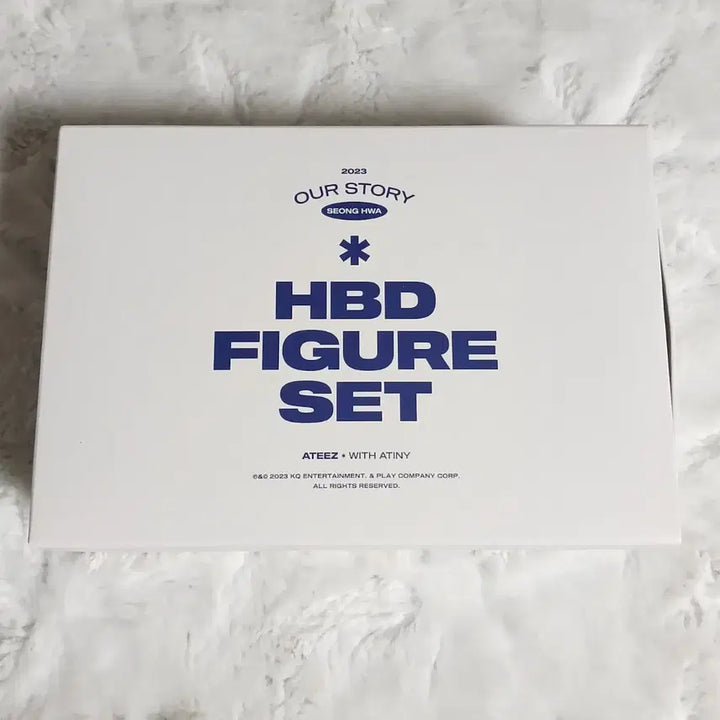 2023
OUR STORY
SEONG HWA
*
HBD
FIGURE
SET
ATEEZ * WITH ATINY
2023 KQ ENTERTAINMENT. & PLAY COMPANY CORP.
ALL RIGHTS RESERVED.